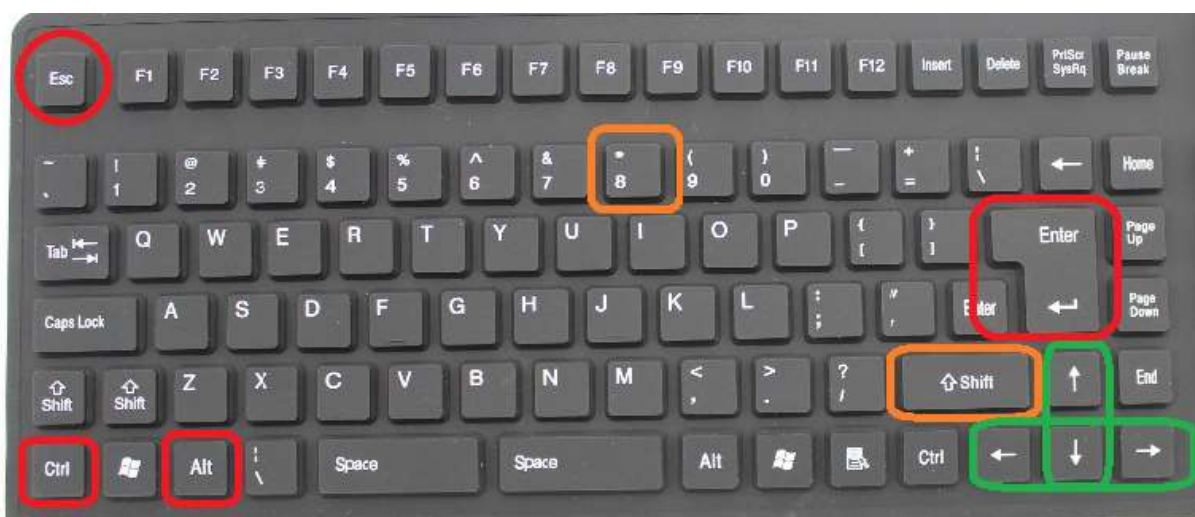 Esc F1 F2 F3 F4 F5 F6 F7 F8 F9 F10 F11 F12 Insert Delete PrtScr SysRq Pause Break
~ ` ! 1 @ 2 # 3 $ 4 % 5 ^ 6 & 7 * 8 ( 9 ) 0 — – + = ¦ \ ← Home
Tab Q W E R T Y U I O P { [ } ] Enter Page Up
Caps Lock A S D F G H J K L : ; " ' Enter ↵ Page Down
⇧ Shift ⇧ Shift Z X C V B N M < , > . ? / ⇧ Shift ↑ End
Ctrl Alt ¦ \ Space Space Alt Ctrl ← ↓ →